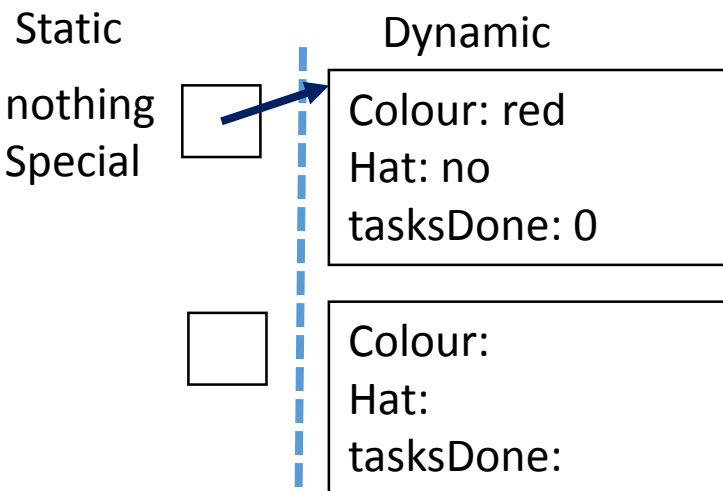 Static
Dynamic
nothing
Special
Colour: red
Hat: no
tasksDone: 0
Colour:
Hat:
tasksDone: